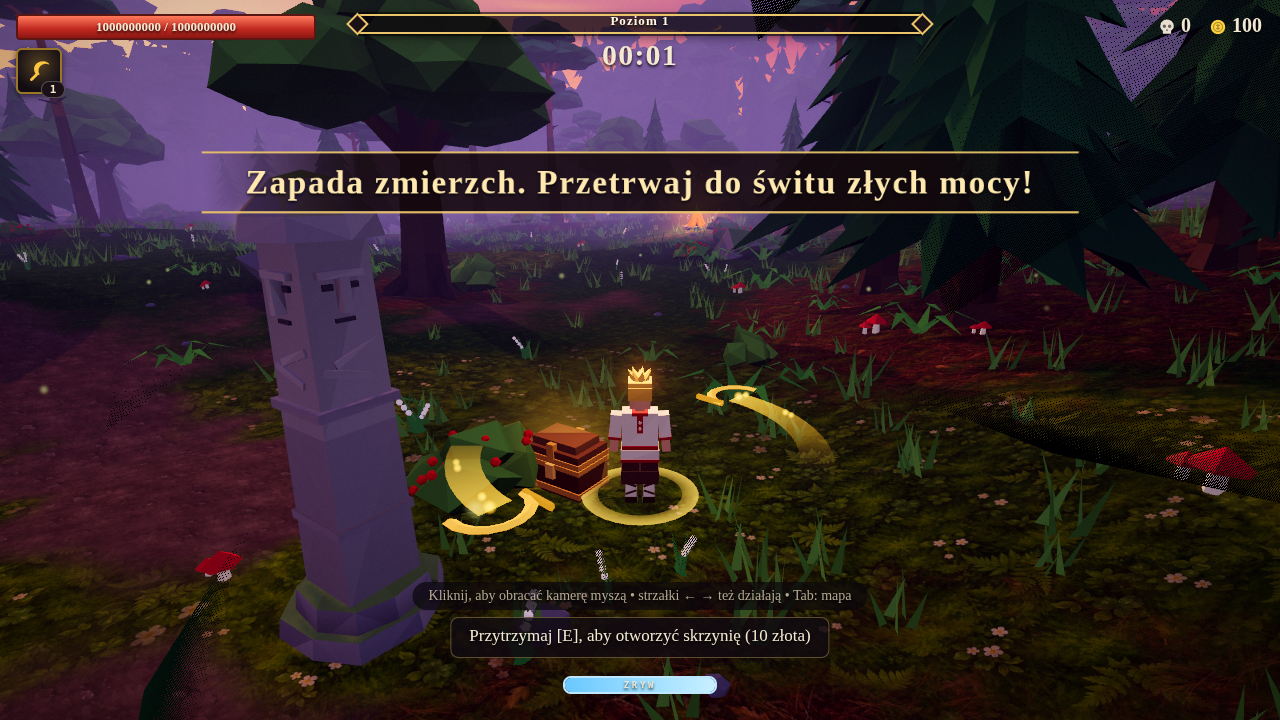 1000000000 / 1000000000
Poziom 1
0
100
00:01
1
Zapada zmierzch. Przetrwaj do świtu złych mocy!
Kliknij, aby obracać kamerę myszą • strzałki ← → też działają • Tab: mapa
Przytrzymaj [E], aby otworzyć skrzynię (10 złota)
ZRYW